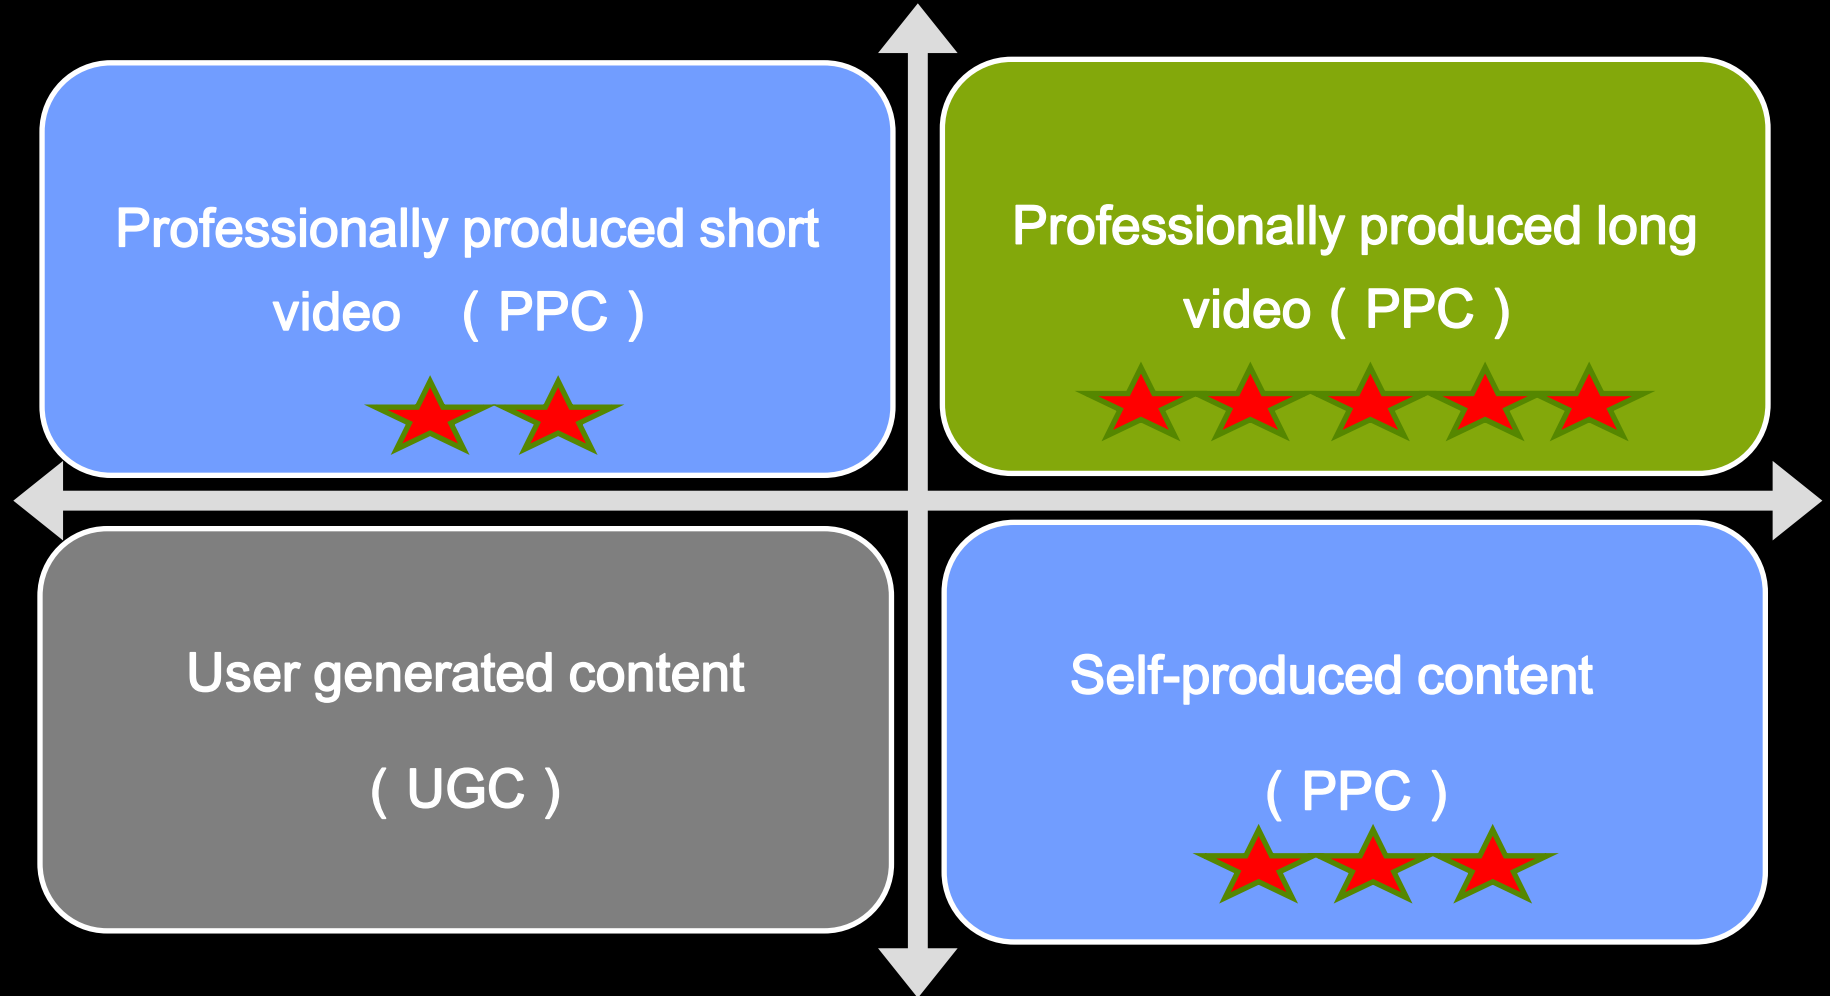 Professionally produced short
video ( PPC )
Professionally produced long
video ( PPC )
User generated content
( UGC )
Self-produced content
( PPC )